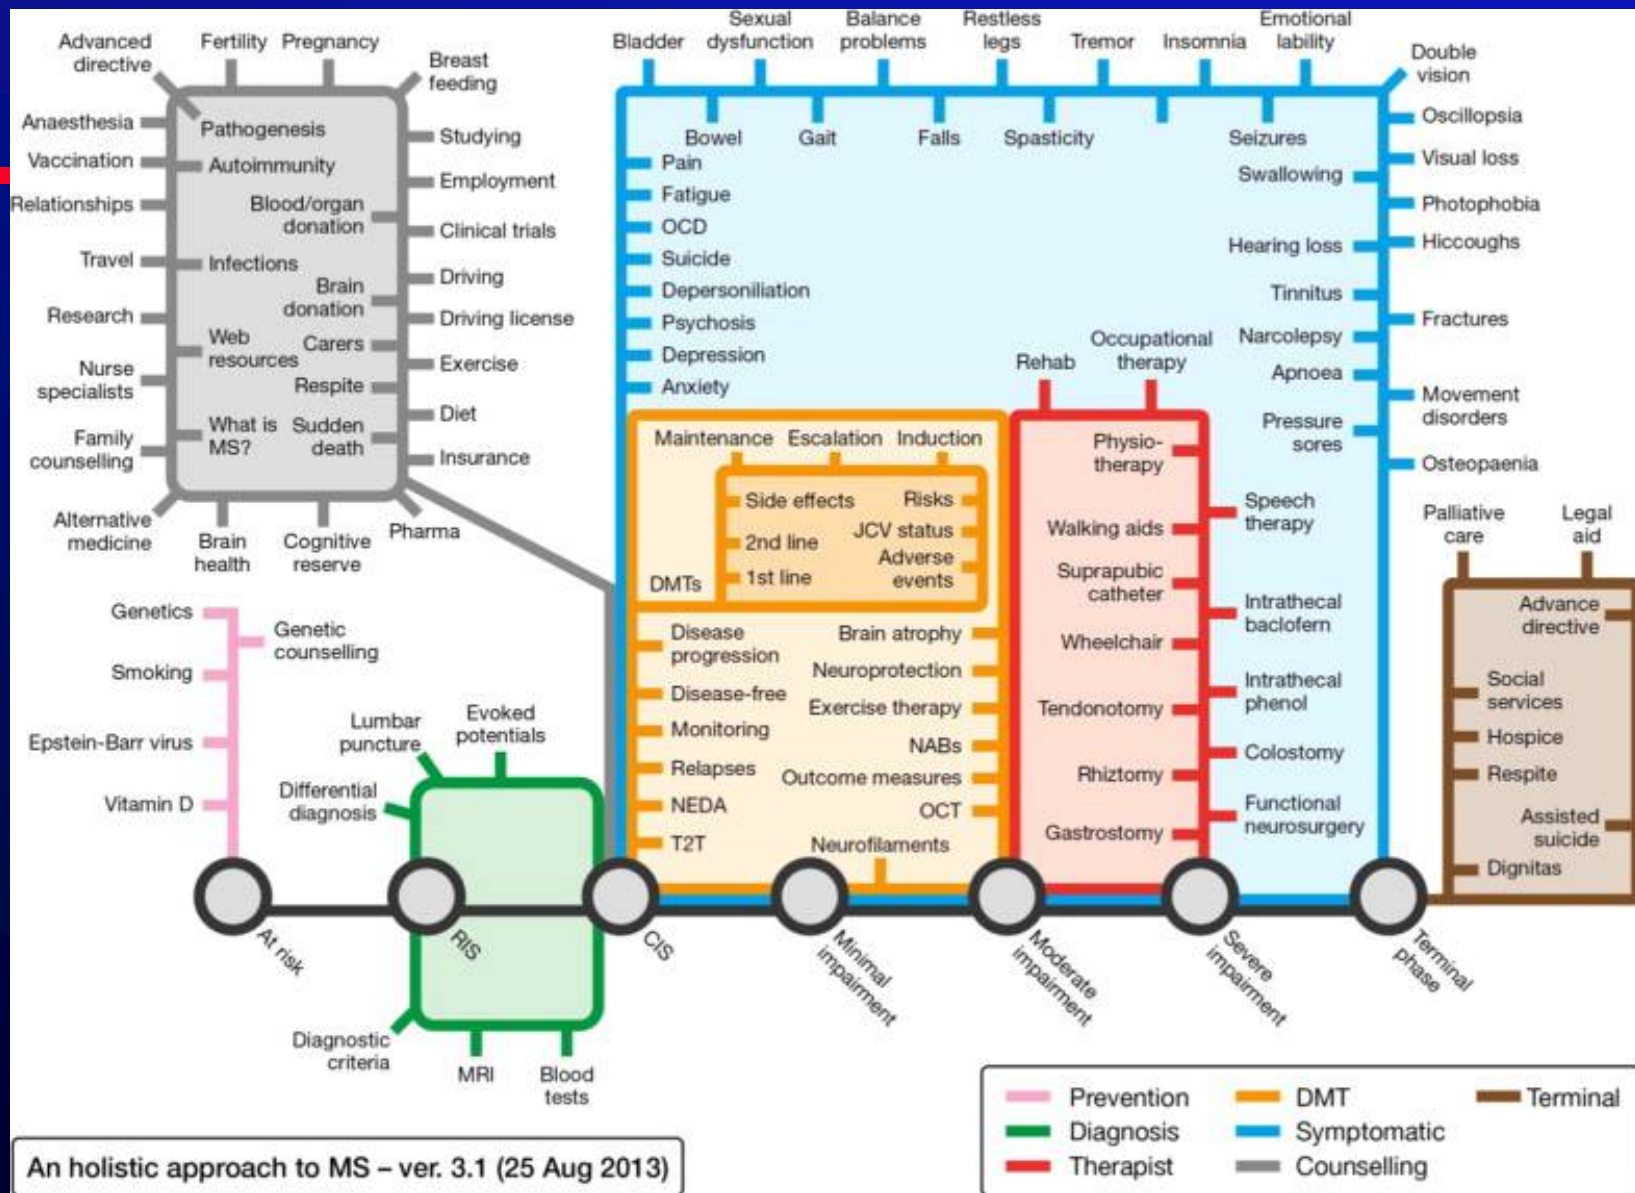 Advanced
directive
Fertility
Pregnancy
Breast
feeding
Anaesthesia
Vaccination
Relationships
Travel
Research
Nurse
specialists
Family
counselling
Alternative
medicine
Brain
health
Cognitive
reserve
Pharma
Pathogenesis
Autoimmunity
Blood/organ
donation
Infections
Brain
donation
Web
resources
Carers
Respite
What is
MS?
Sudden
death
Studying
Employment
Clinical trials
Driving
Driving license
Exercise
Diet
Insurance
Bladder
Sexual
dysfunction
Balance
problems
Restless
legs
Tremor
Insomnia
Emotional
lability
Double
vision
Bowel
Gait
Falls
Spasticity
Seizures
Pain
Fatigue
OCD
Suicide
Depersoniliation
Psychosis
Depression
Anxiety
Swallowing
Hearing loss
Tinnitus
Narcolepsy
Apnoea
Pressure
sores
Oscillopsia
Visual loss
Photophobia
Hiccoughs
Fractures
Movement
disorders
Osteopaenia
Maintenance
Escalation
Induction
Side effects
2nd line
1st line
Risks
JCV status
Adverse
events
DMTs
Disease
progression
Disease-free
Monitoring
Relapses
NEDA
T2T
Brain atrophy
Neuroprotection
Exercise therapy
NABs
Outcome measures
OCT
Neurofilaments
Rehab
Occupational
therapy
Physio-
therapy
Walking aids
Suprapubic
catheter
Wheelchair
Tendonotomy
Rhiztomy
Gastrostomy
Speech
therapy
Intrathecal
baclofern
Intrathecal
phenol
Colostomy
Functional
neurosurgery
Palliative
care
Legal
aid
Advance
directive
Social
services
Hospice
Respite
Assisted
suicide
Dignitas
Genetics
Genetic
counselling
Smoking
Epstein-Barr virus
Vitamin D
Lumbar
puncture
Evoked
potentials
Differential
diagnosis
Diagnostic
criteria
MRI
Blood
tests
At risk
RIS
CIS
Minimal
impairment
Moderate
impairment
Severe
impairment
Terminal
phase
Prevention
Diagnosis
Therapist
DMT
Symptomatic
Counselling
Terminal
An holistic approach to MS – ver. 3.1 (25 Aug 2013)